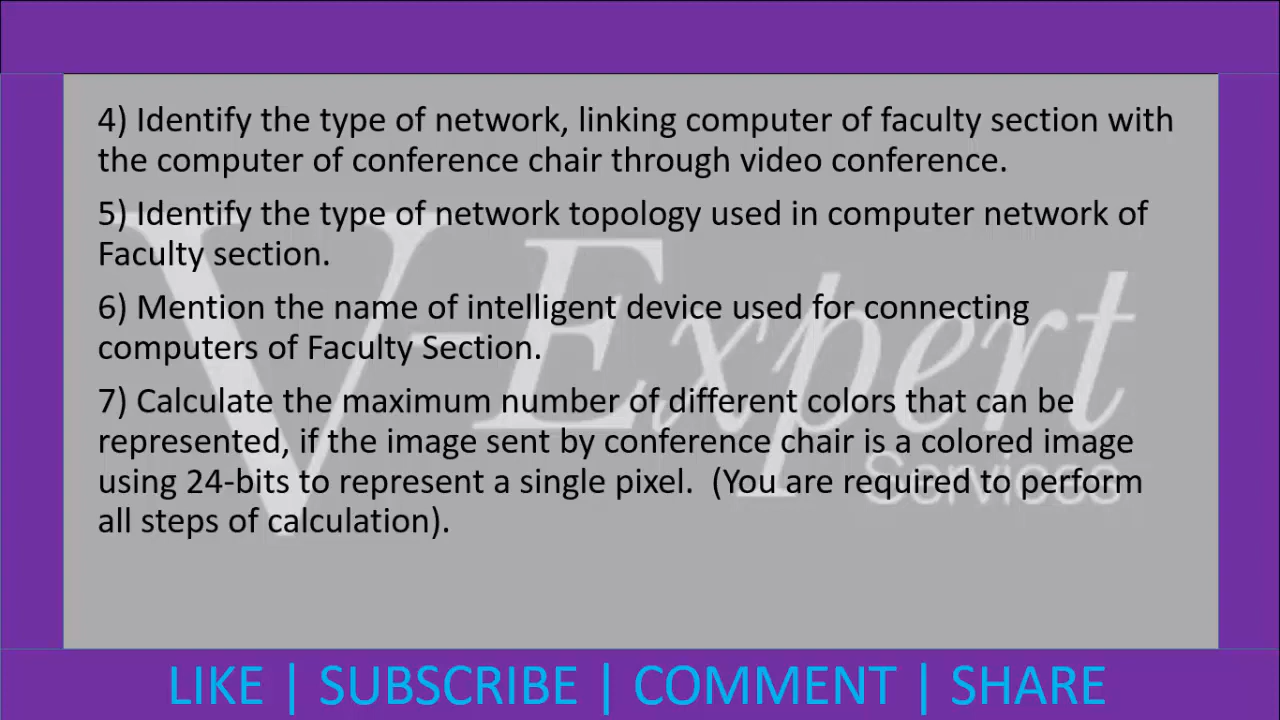 4) Identify the type of network, linking computer of faculty section with
the computer of conference chair through video conference.
5) Identify the type of network topology used in computer network of
Faculty section.
6) Mention the name of intelligent device used for connecting
computers of Faculty Section.
7) Calculate the maximum number of different colors that can be
represented, if the image sent by conference chair is a colored image
using 24-bits to represent a single pixel.  (You are required to perform
all steps of calculation).
V-Expert
Services
LIKE | SUBSCRIBE | COMMENT | SHARE